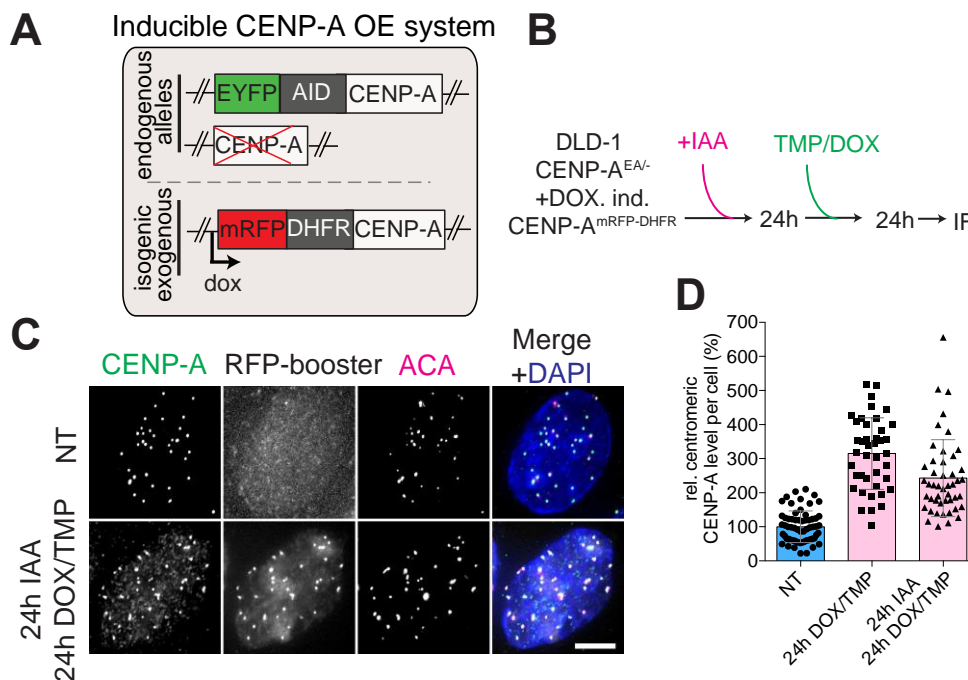 A
Inducible CENP-A OE system
endogenous
alleles
EYFP AID CENP-A
CENP-A
isogenic
exogenous
mRFP DHFR CENP-A
dox
B
DLD-1
CENP-A^EA/-
+DOX. ind.
CENP-A^mRFP-DHFR
+IAA
24h
TMP/DOX
24h
IF
C
CENP-A RFP-booster ACA Merge
+DAPI
NT
24h IAA
24h DOX/TMP
D
rel. centromeric
CENP-A level per cell (%)
700
600
500
400
300
200
100
0
NT
24h DOX/TMP
24h IAA
24h DOX/TMP